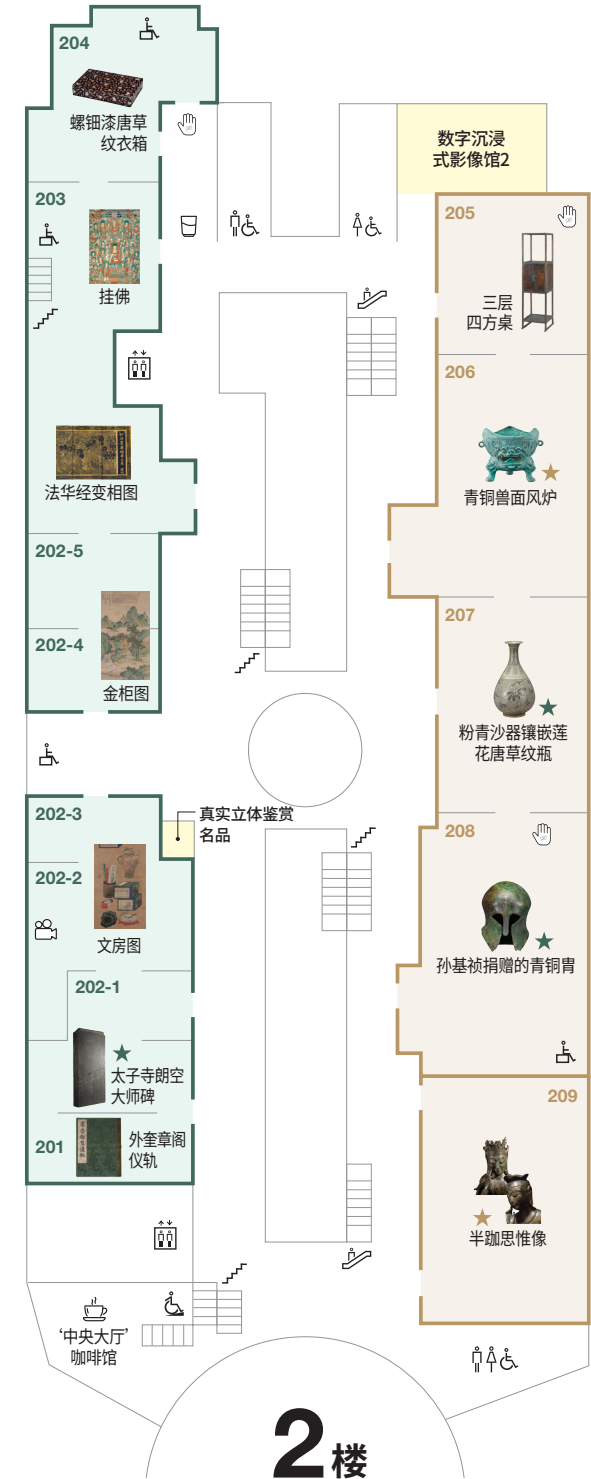 204
螺钿漆唐草
纹衣箱
数字沉浸
式影像馆2
203
挂佛
205
三层
四方桌
206
青铜兽面风炉
法华经变相图
202-5
202-4
金柜图
207
粉青沙器镶嵌莲
花唐草纹瓶
202-3
真实立体鉴赏
名品
208
202-2
文房图
孙基祯捐赠的青铜胄
202-1
太子寺朗空
大师碑
209
201
外奎章阁
仪轨
半跏思惟像
‘中央大厅’
咖啡馆
2楼